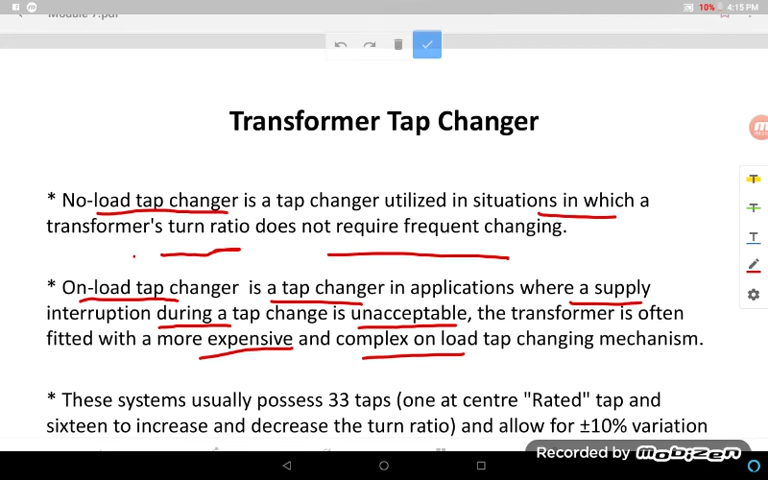 10% 4:15 PM
Module 7.pdf
Transformer Tap Changer
* No-load tap changer is a tap changer utilized in situations in which a
transformer's turn ratio does not require frequent changing.
* On-load tap changer is a tap changer in applications where a supply
interruption during a tap change is unacceptable, the transformer is often
fitted with a more expensive and complex on load tap changing mechanism.
* These systems usually possess 33 taps (one at centre "Rated" tap and
sixteen to increase and decrease the turn ratio) and allow for ±10% variation
Recorded by Mobizen